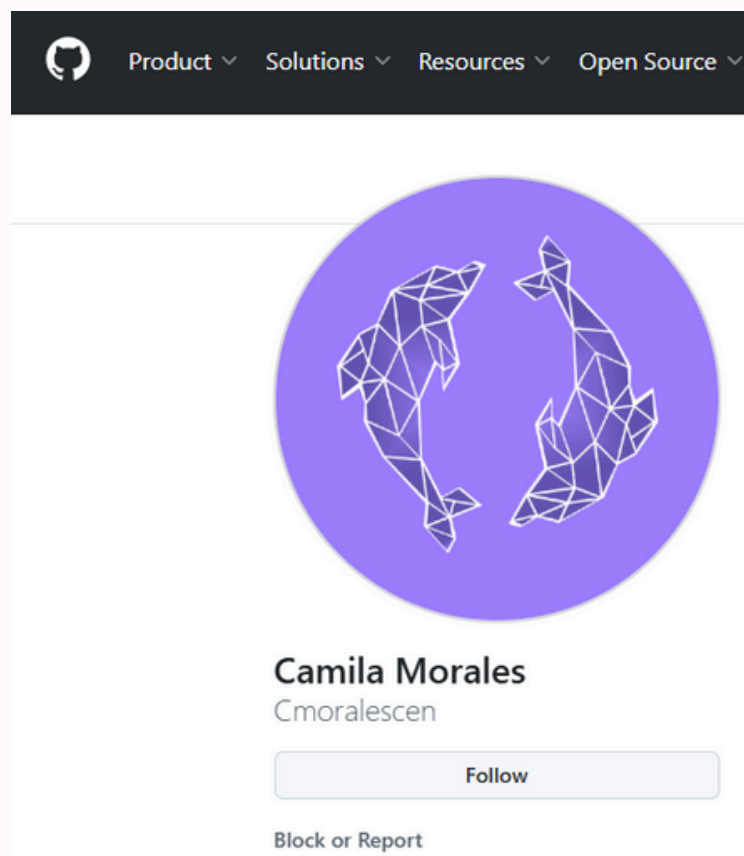 Product Solutions Resources Open Source
Camila Morales
Cmoralescen
Follow
Block or Report